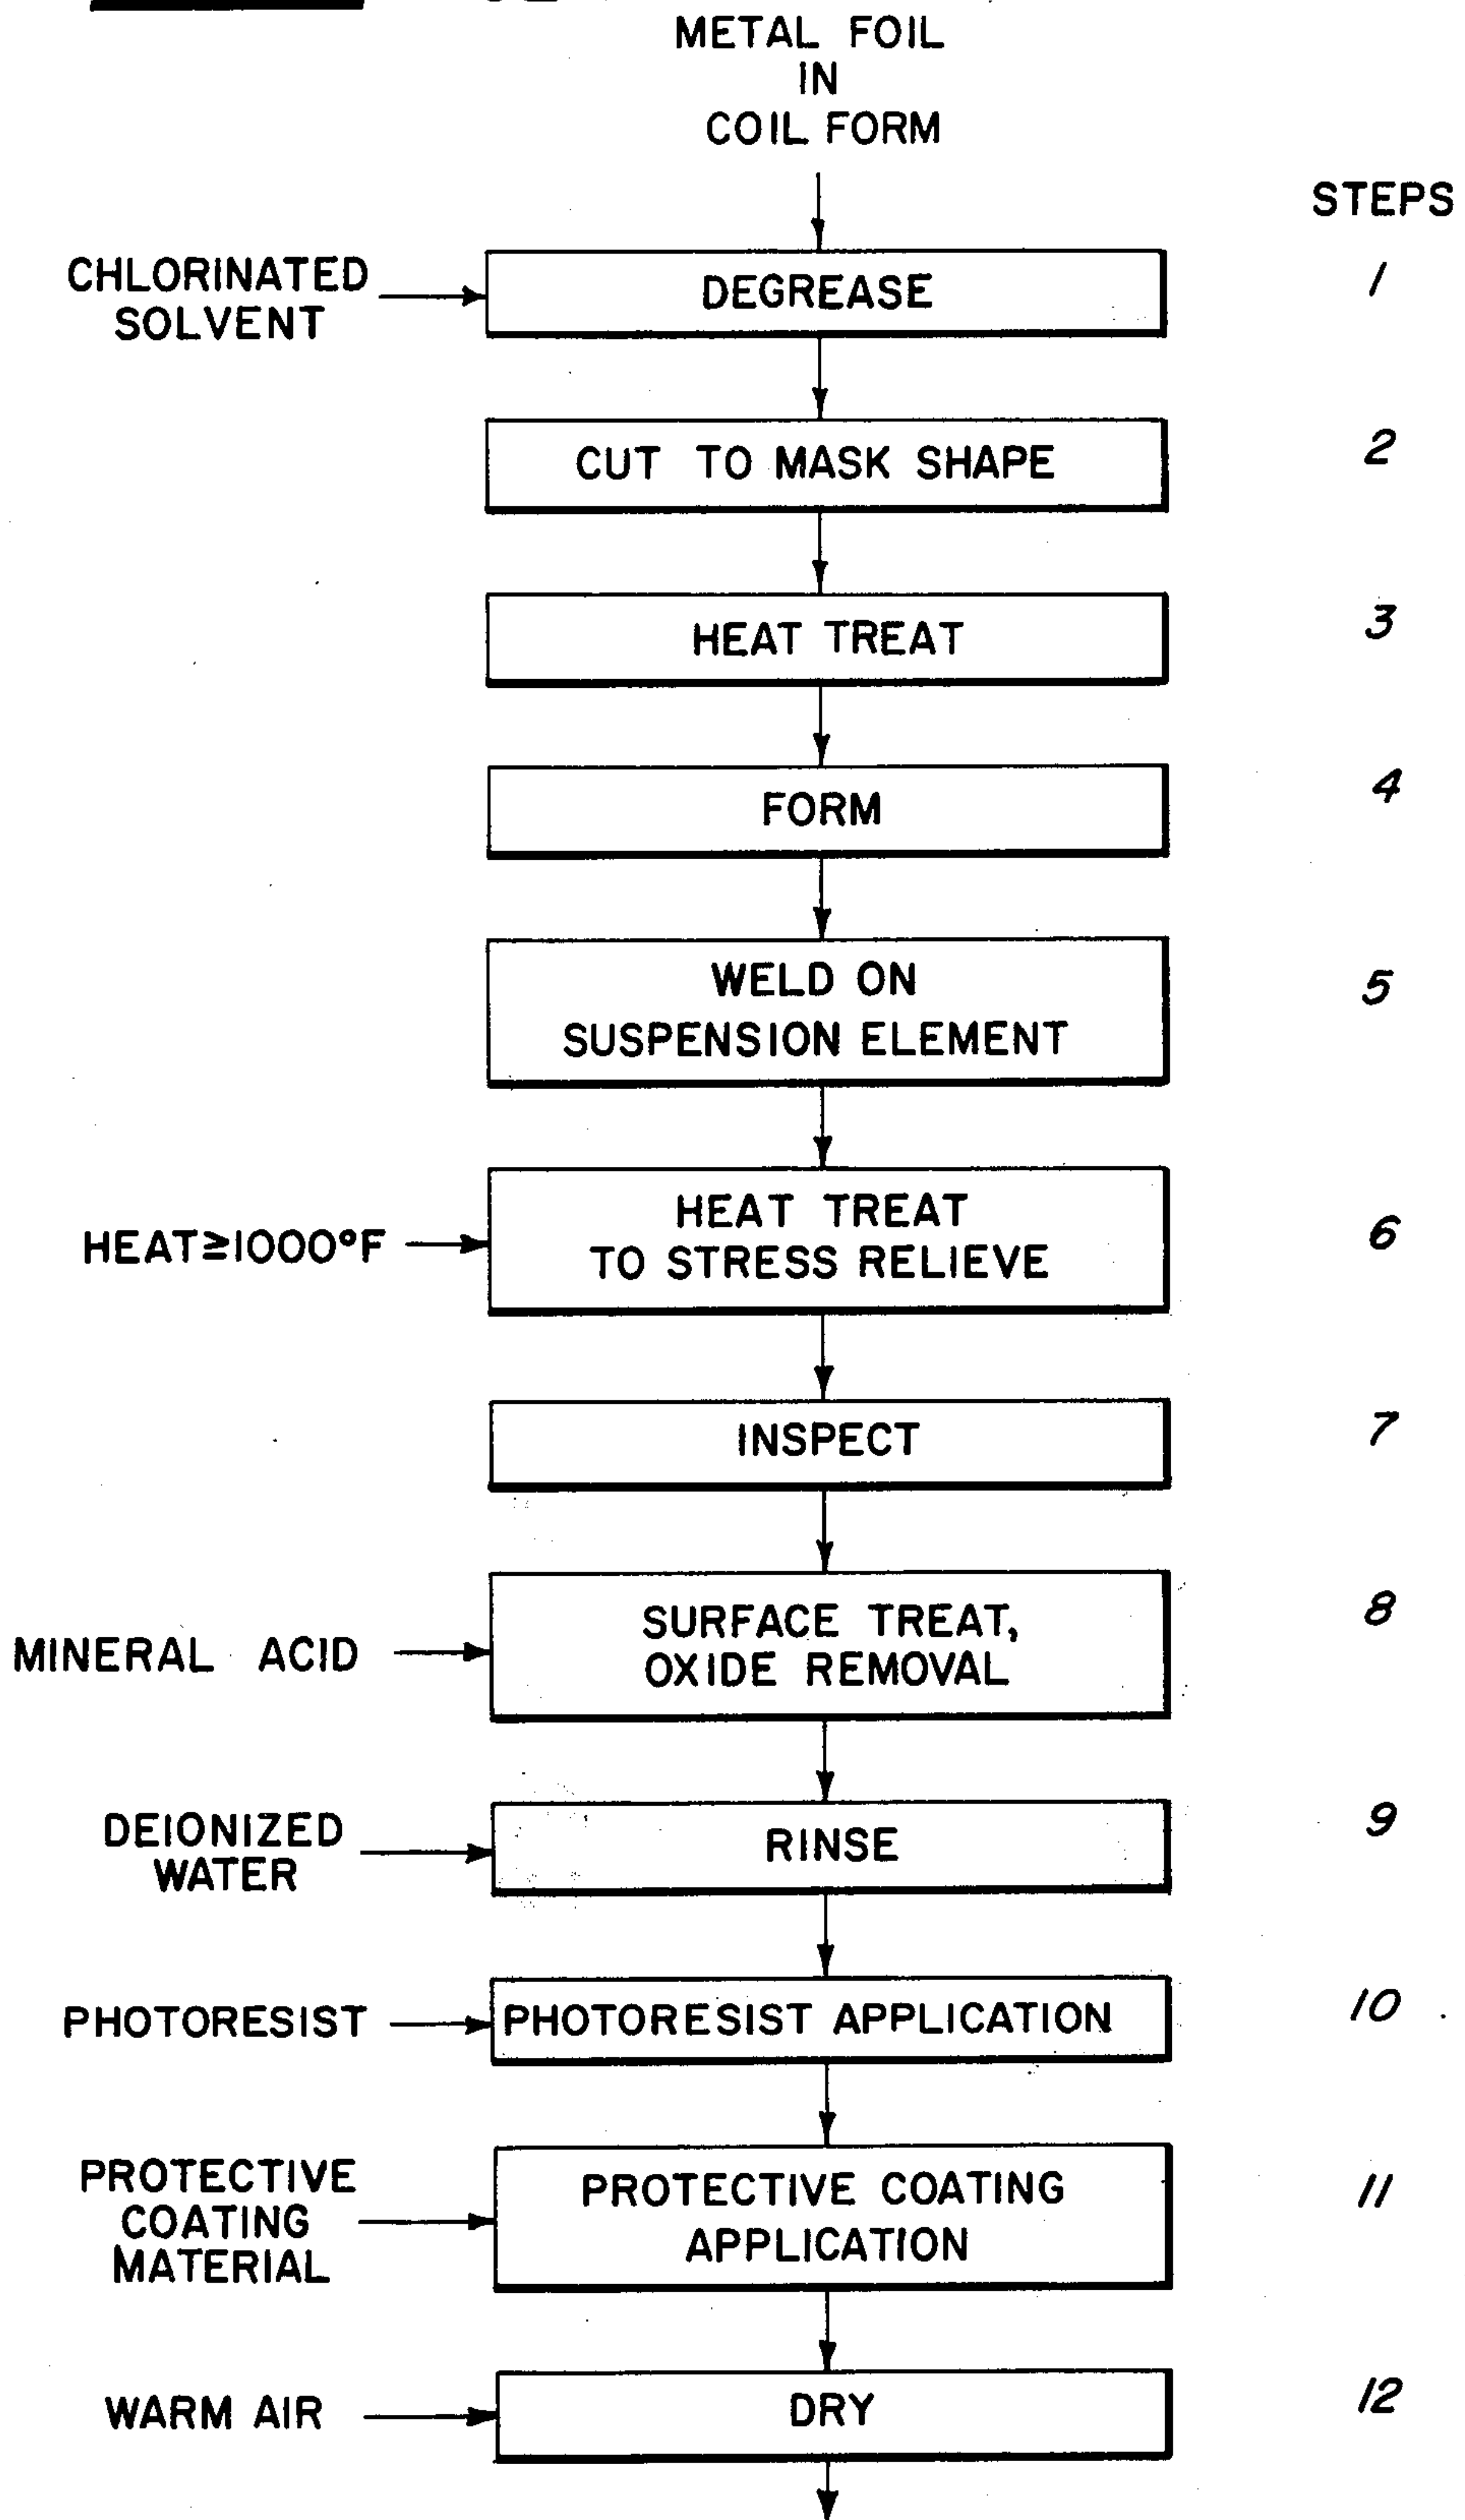 METAL FOIL
IN
COIL FORM
STEPS
CHLORINATED
SOLVENT
DEGREASE
1
CUT TO MASK SHAPE
2
HEAT TREAT
3
FORM
4
WELD ON
SUSPENSION ELEMENT
5
HEAT≥1000°F
HEAT TREAT
TO STRESS RELIEVE
6
INSPECT
7
MINERAL ACID
SURFACE TREAT,
OXIDE REMOVAL
8
DEIONIZED
WATER
RINSE
9
PHOTORESIST
PHOTORESIST APPLICATION
10
PROTECTIVE
COATING
MATERIAL
PROTECTIVE COATING
APPLICATION
11
WARM AIR
DRY
12